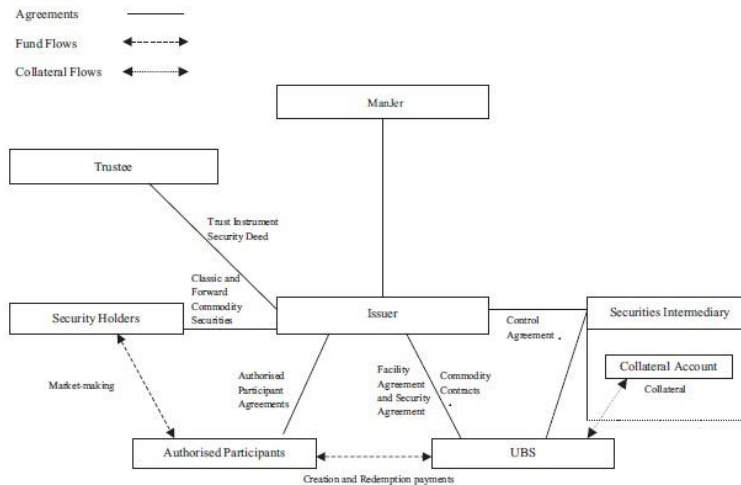 Agreements
Fund Flows
Collateral Flows
ManJer
Trustee
Trust Instrument
Security Deed
Classic and
Forward
Commodity
Securities
Security Holders
Issuer
Securities Intermediary
Control
Agreement
Collateral Account
Collateral
Market-making
Authorised
Participant
Agreements
Facility
Agreement
and Security
Agreement
Commodity
Contracts
Authorised Participants
UBS
Creation and Redemption payments